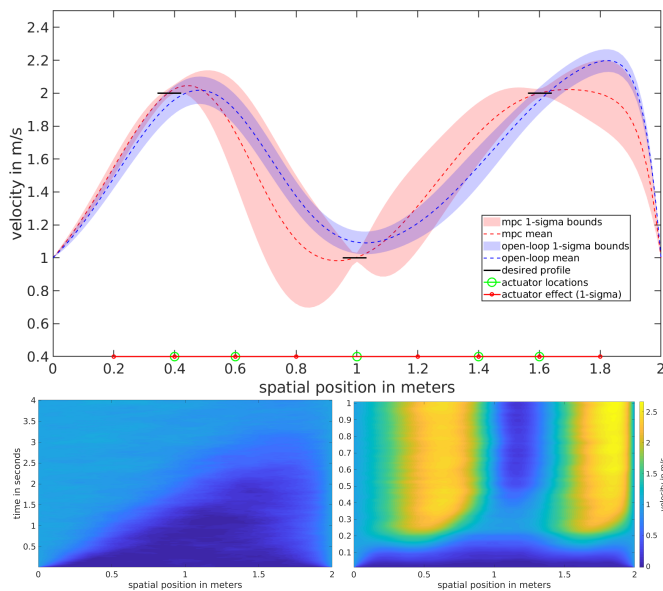 2.4
2.2
2
1.8
1.6
1.4
1.2
1
0.8
0.6
0.4
velocity in m/s
mpc 1-sigma bounds
mpc mean
open-loop 1-sigma bounds
open-loop mean
desired profile
actuator locations
actuator effect (1-sigma)
0 0.2 0.4 0.6 0.8 1 1.2 1.4 1.6 1.8 2
spatial position in meters
4
3.5
3
2.5
2
1.5
1
0.5
time in seconds
0 0.5 1 1.5 2
spatial position in meters
1
0.9
0.8
0.7
0.6
0.5
0.4
0.3
0.2
0.1
0 0.5 1 1.5 2
spatial position in meters
2.5
2
1.5
1
0.5
0
velocity in m/s